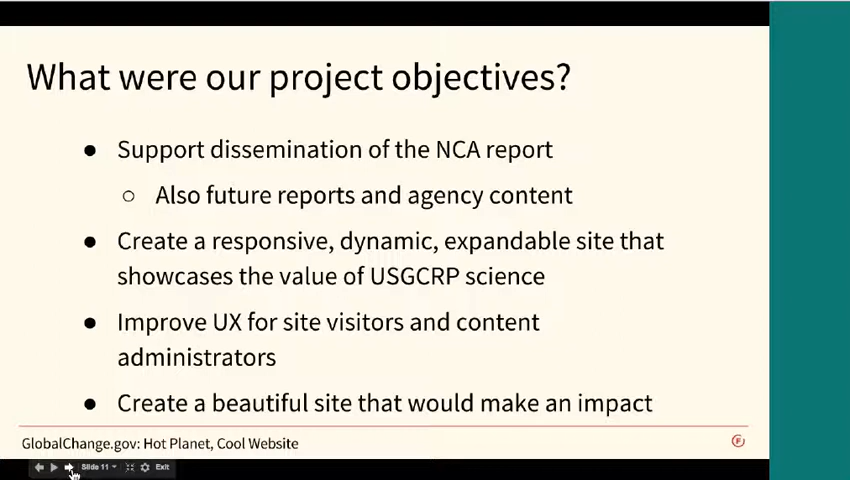 What were our project objectives?
● Support dissemination of the NCA report
○ Also future reports and agency content
● Create a responsive, dynamic, expandable site that
showcases the value of USGCRP science
● Improve UX for site visitors and content
administrators
● Create a beautiful site that would make an impact
GlobalChange.gov: Hot Planet, Cool Website
F
Slide 11
Exit